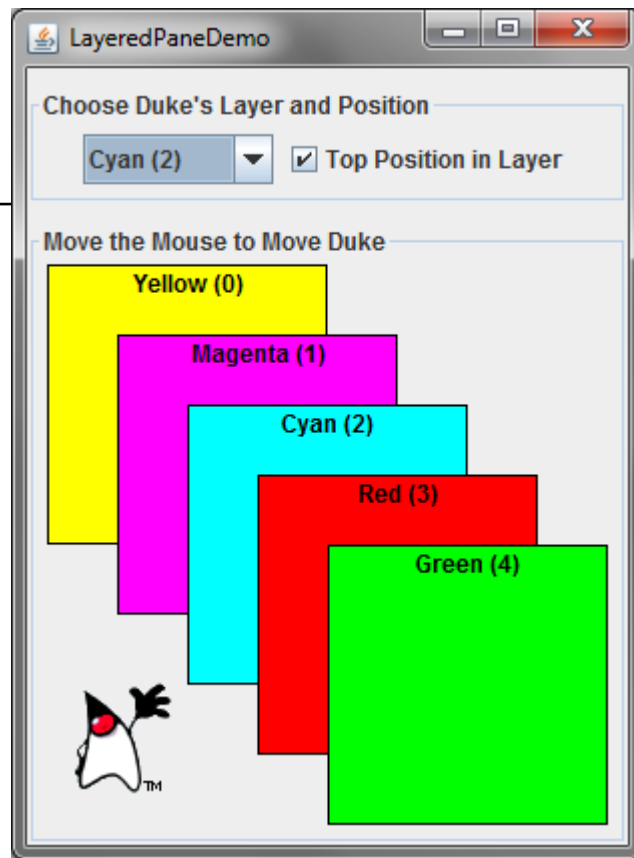 LayeredPaneDemo
Choose Duke's Layer and Position
Cyan (2)
Top Position in Layer
Move the Mouse to Move Duke
Yellow (0)
Magenta (1)
Cyan (2)
Red (3)
Green (4)
TM